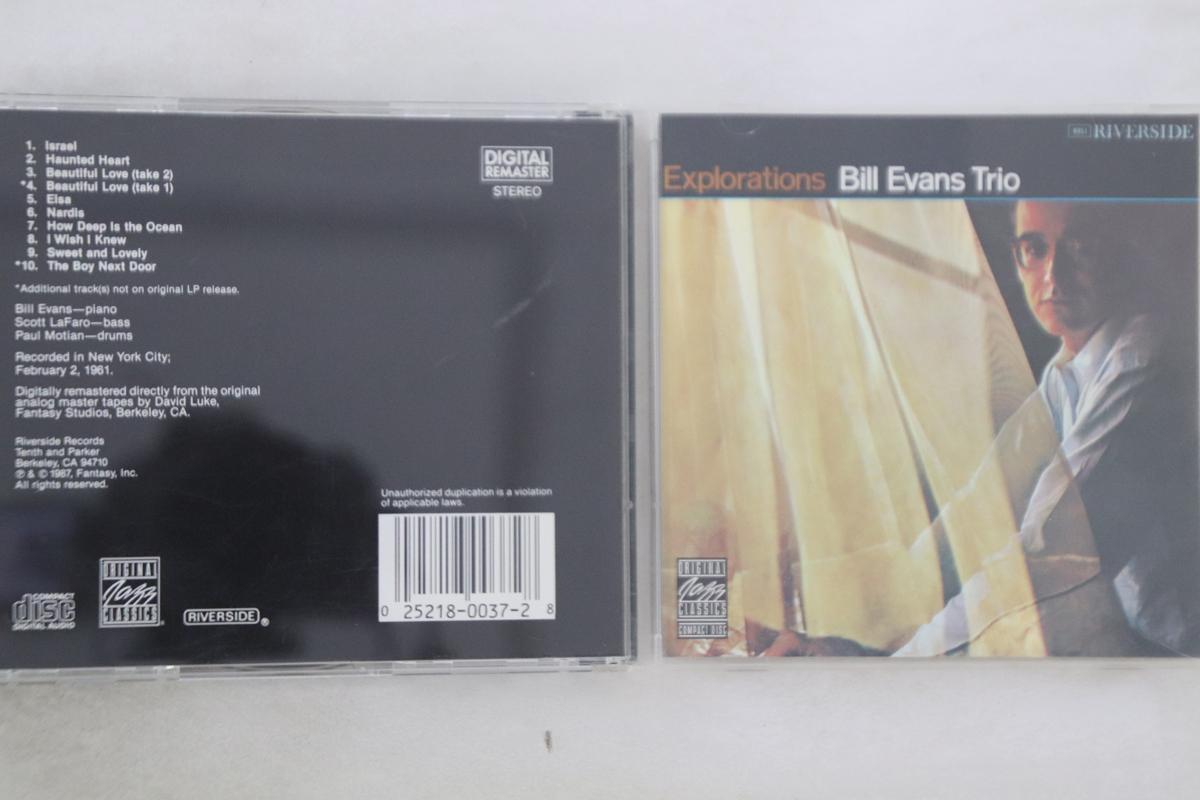 1. Israel
2. Haunted Heart
3. Beautiful Love (take 2)
*4. Beautiful Love (take 1)
5. Elsa
6. Nardis
7. How Deep Is the Ocean
8. I Wish I Knew
9. Sweet and Lovely
*10. The Boy Next Door
*Additional track(s) not on original LP release.
Bill Evans—piano
Scott LaFaro—bass
Paul Motian—drums
Recorded in New York City;
February 2, 1961.
Digitally remastered directly from the original
analog master tapes by David Luke,
Fantasy Studios, Berkeley, CA.
Riverside Records
Tenth and Parker
Berkeley, CA 94710
℗ & © 1987, Fantasy, Inc.
All rights reserved.
DIGITAL
REMASTER
STEREO
Unauthorized duplication is a violation
of applicable laws.
0 25218-0037-2 8
COMPACT
disc
DIGITAL AUDIO
ORIGINAL
Jazz
CLASSICS
RIVERSIDE®
RIVERSIDE
Explorations Bill Evans Trio
ORIGINAL
Jazz
CLASSICS
COMPACT DISC